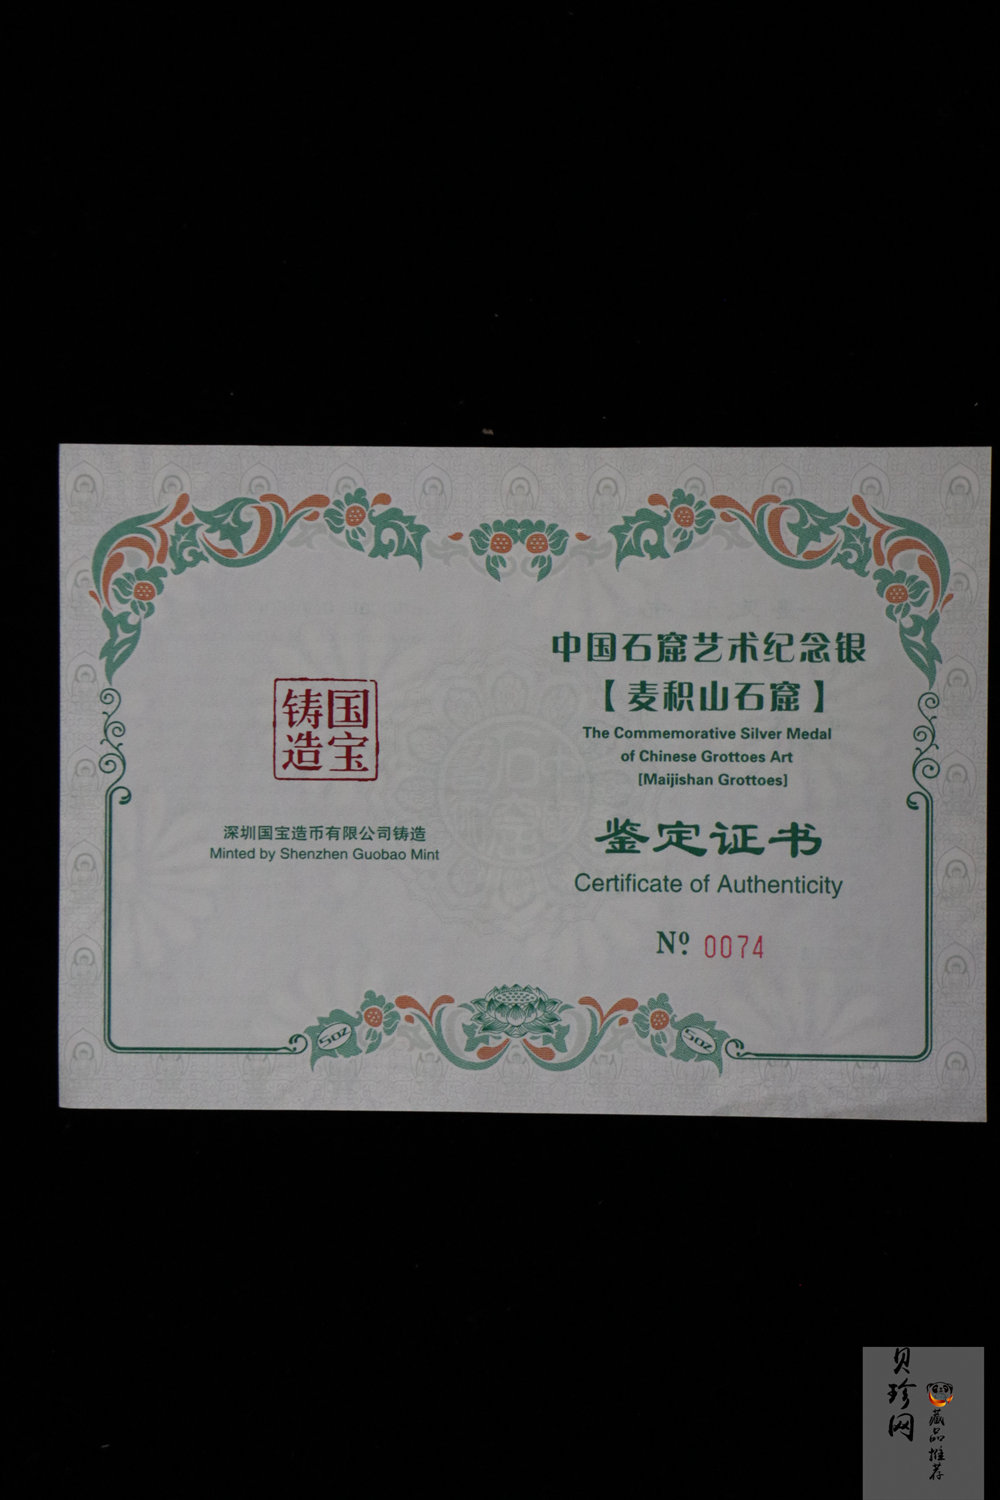 中国石窟艺术纪念银
【麦积山石窟】
The Commemorative Silver Medal
of Chinese Grottoes Art
[Maijishan Grottoes]
鉴定证书
Certificate of Authenticity
Nº 0074
国宝
铸造
深圳国宝造币有限公司铸造
Minted by Shenzhen Guobao Mint
5OZ
5OZ
贝珍网
藏品推荐